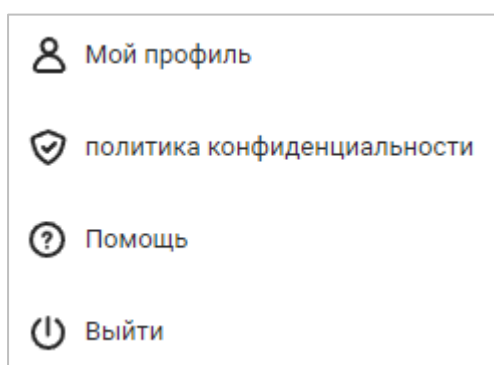 Мой профиль
политика конфиденциальности
Помощь
Выйти